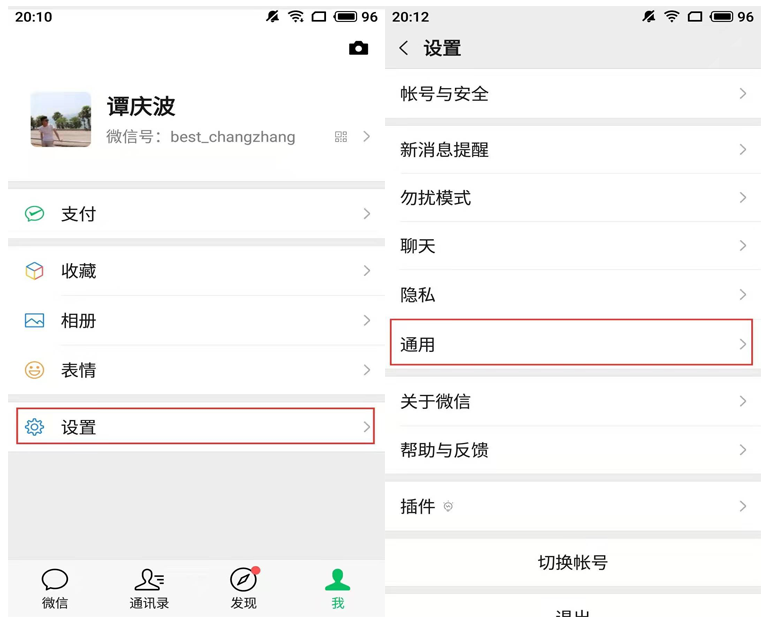 20:10
96
谭庆波
微信号：best_changzhang
支付
收藏
相册
表情
设置
微信
通讯录
发现
我
20:12
96
设置
帐号与安全
新消息提醒
勿扰模式
聊天
隐私
通用
关于微信
帮助与反馈
插件
切换帐号
退出